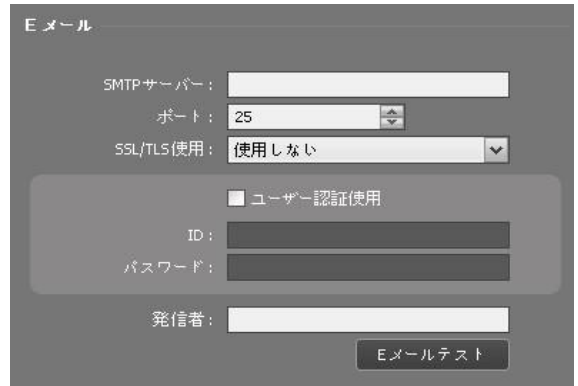 Eメール
SMTPサーバー:
ポート: 25
SSL/TLS使用: 使用しない
ユーザー認証使用
ID:
パスワード:
発信者:
Eメールテスト